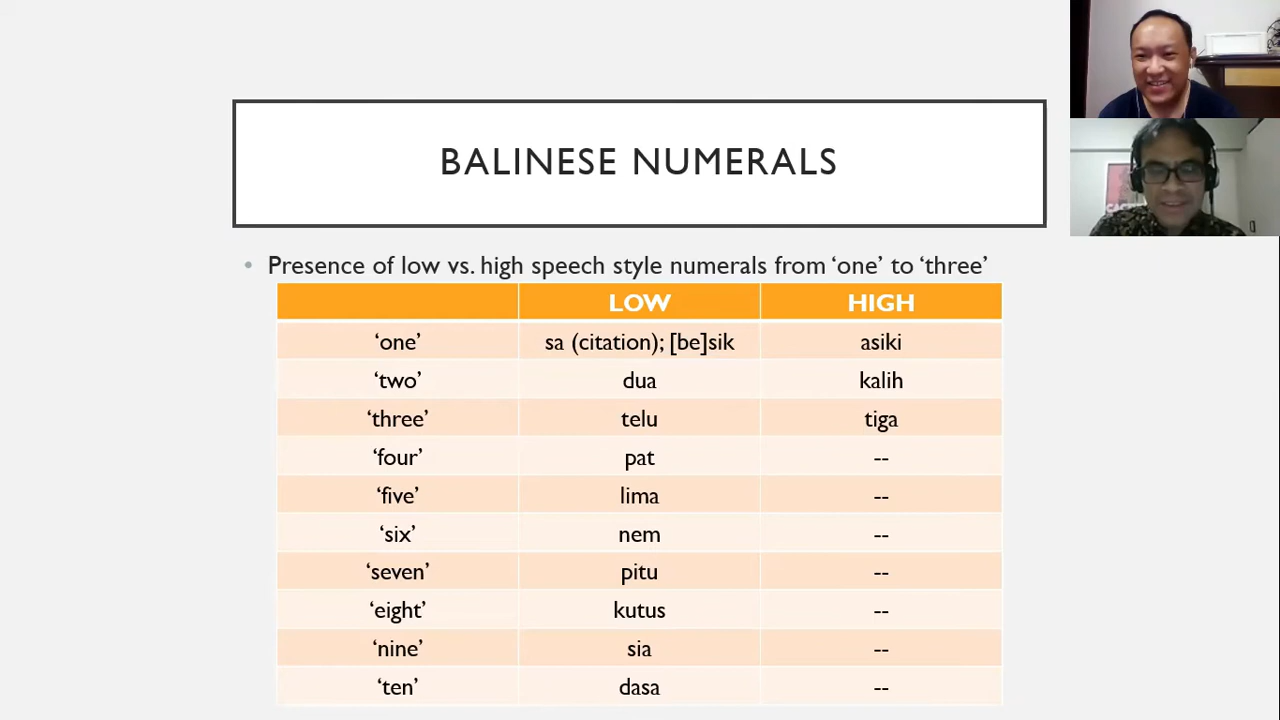 BALINESE NUMERALS
• Presence of low vs. high speech style numerals from ‘one’ to ‘three’
LOW HIGH
‘one’ sa (citation); [be]sik asiki
‘two’ dua kalih
‘three’ telu tiga
‘four’ pat --
‘five’ lima --
‘six’ nem --
‘seven’ pitu --
‘eight’ kutus --
‘nine’ sia --
‘ten’ dasa --